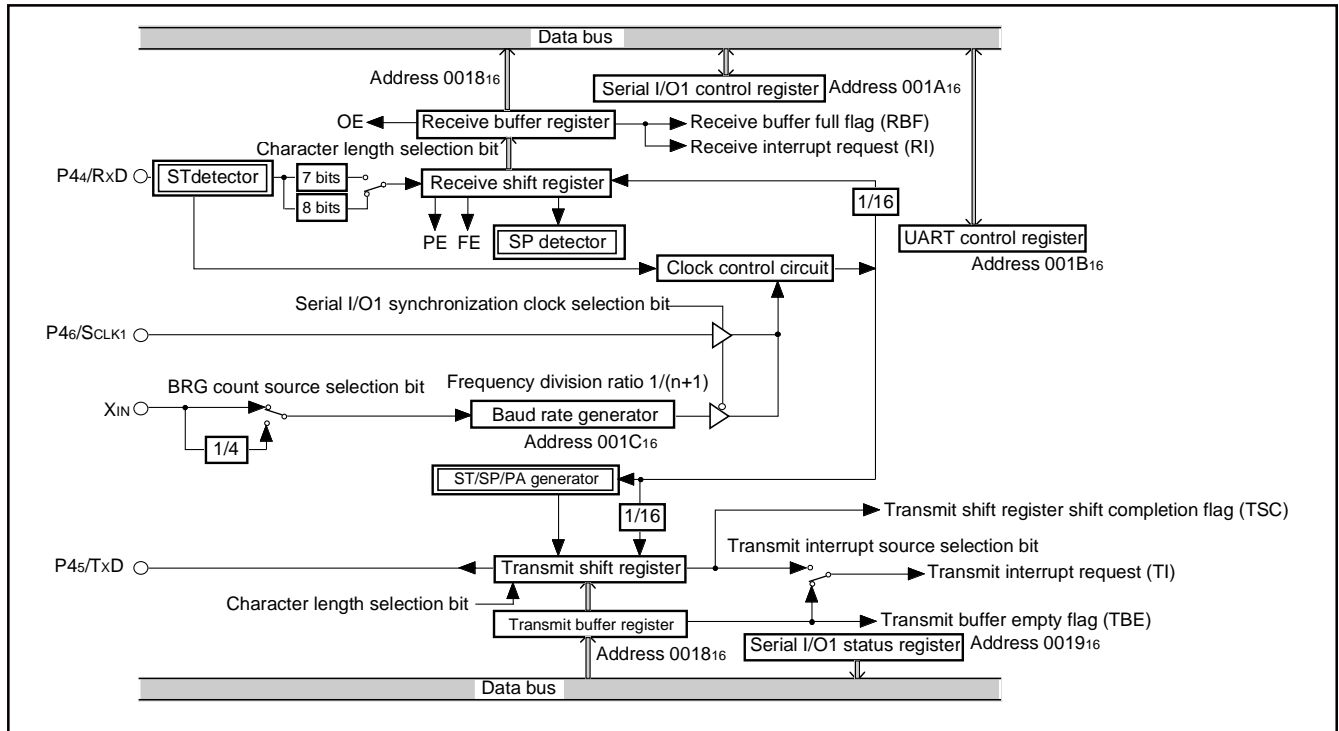 Data bus
Address 001816
Serial I/O1 control register
Address 001A16
OE
Receive buffer register
Receive buffer full flag (RBF)
Receive interrupt request (RI)
Character length selection bit
P44/RXD
STdetector
7 bits
8 bits
Receive shift register
1/16
PE
FE
SP detector
UART control register
Address 001B16
Clock control circuit
Serial I/O1 synchronization clock selection bit
P46/SCLK1
BRG count source selection bit
Frequency division ratio 1/(n+1)
XIN
Baud rate generator
1/4
Address 001C16
ST/SP/PA generator
1/16
Transmit shift register shift completion flag (TSC)
Transmit interrupt source selection bit
P45/TXD
Transmit shift register
Transmit interrupt request (TI)
Character length selection bit
Transmit buffer register
Transmit buffer empty flag (TBE)
Address 001816
Serial I/O1 status register
Address 001916
Data bus